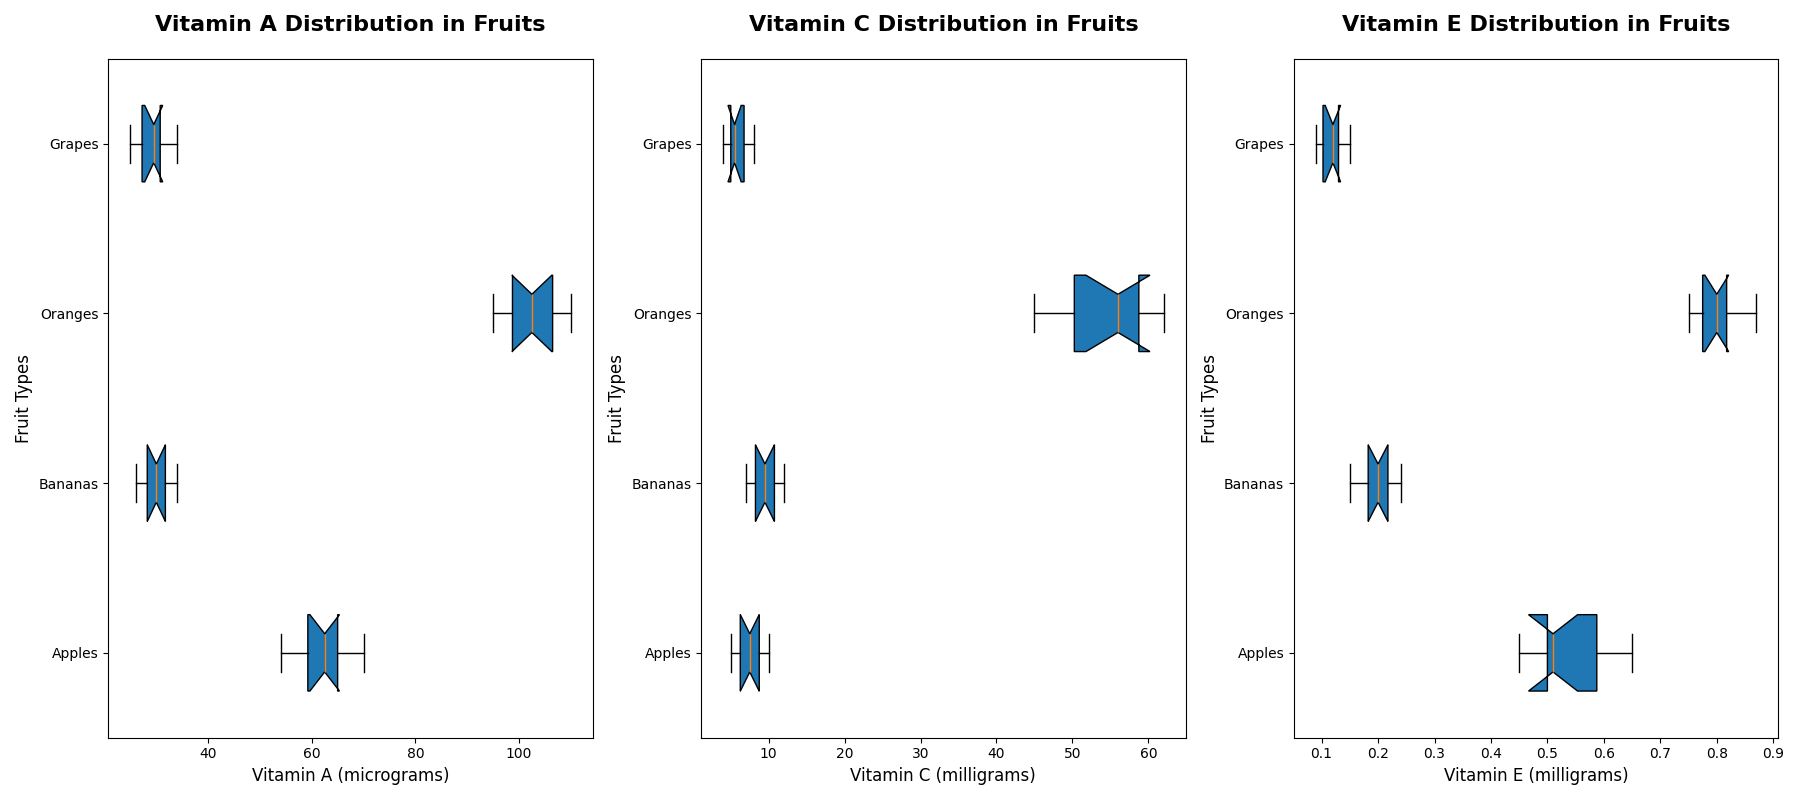 Vitamin A Distribution in Fruits
Grapes
Oranges
Bananas
Apples
Fruit Types
40 60 80 100
Vitamin A (micrograms)
Vitamin C Distribution in Fruits
Grapes
Oranges
Bananas
Apples
Fruit Types
10 20 30 40 50 60
Vitamin C (milligrams)
Vitamin E Distribution in Fruits
Grapes
Oranges
Bananas
Apples
Fruit Types
0.1 0.2 0.3 0.4 0.5 0.6 0.7 0.8 0.9
Vitamin E (milligrams)